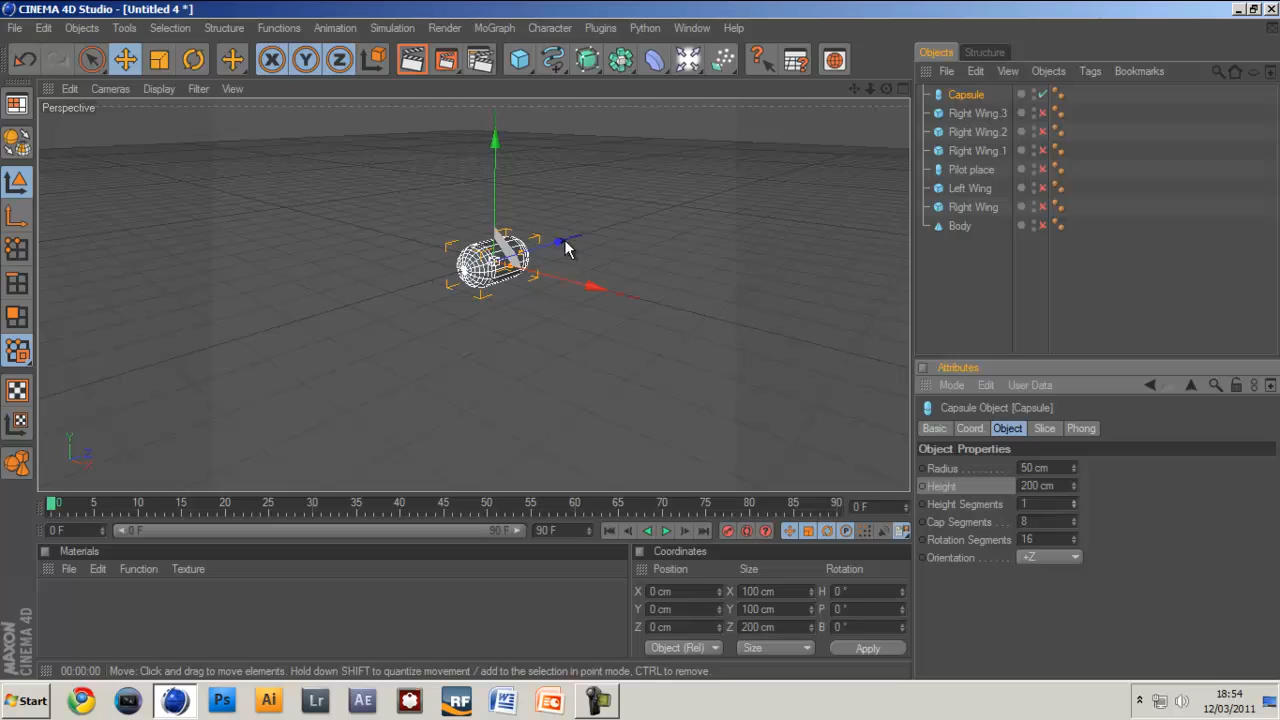 CINEMA 4D Studio - [Untitled 4 *]
File Edit Objects Tools Selection Structure Functions Animation Simulation Render MoGraph Character Plugins Python Window Help
Objects Structure
File Edit View Objects Tags Bookmarks
Edit Cameras Display Filter View
Perspective
Capsule
Right Wing.3
Right Wing.2
Right Wing.1
Pilot place
Left Wing
Right Wing
Body
Y
Z
X
Attributes
Mode Edit User Data
Capsule Object [Capsule]
Basic Coord. Object Slice Phong
Object Properties
Radius 50 cm
Height 200 cm
Height Segments 1
Cap Segments 8
Rotation Segments 16
Orientation +Z
0 5 10 15 20 25 30 35 40 45 50 55 60 65 70 75 80 85 90 0 F
0 F 0 F 90 F 90 F
Materials
File Edit Function Texture
Coordinates
Position Size Rotation
X 0 cm X 100 cm H 0 °
Y 0 cm Y 100 cm P 0 °
Z 0 cm Z 200 cm B 0 °
Object (Rel) Size Apply
MAXON
CINEMA 4D
00:00:00 Move: Click and drag to move elements. Hold down SHIFT to quantize movement / add to the selection in point mode, CTRL to remove.
Start Ps Ai Lr AE RF
18:54
12/03/2011